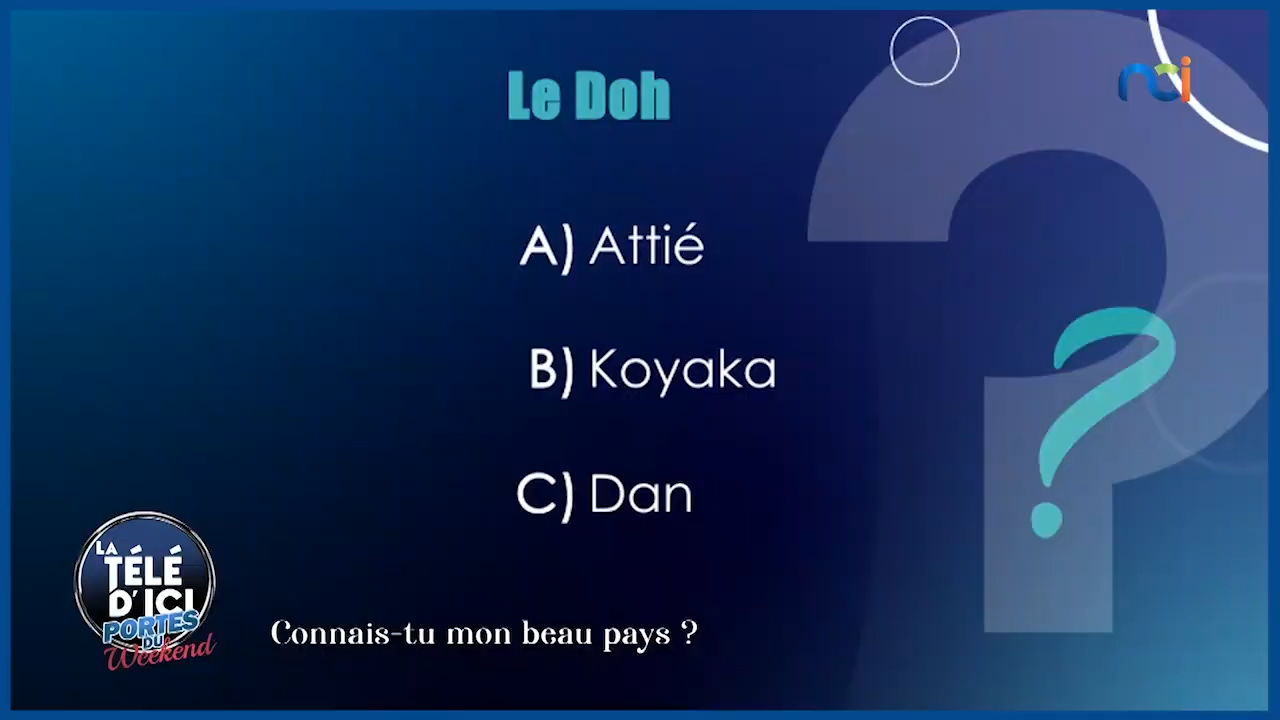 Le Doh
nci
A) Attié
B) Koyaka
C) Dan
LA
TÉLÉ
D'ICI
PORTES
DU
Weekend
Connais-tu mon beau pays ?